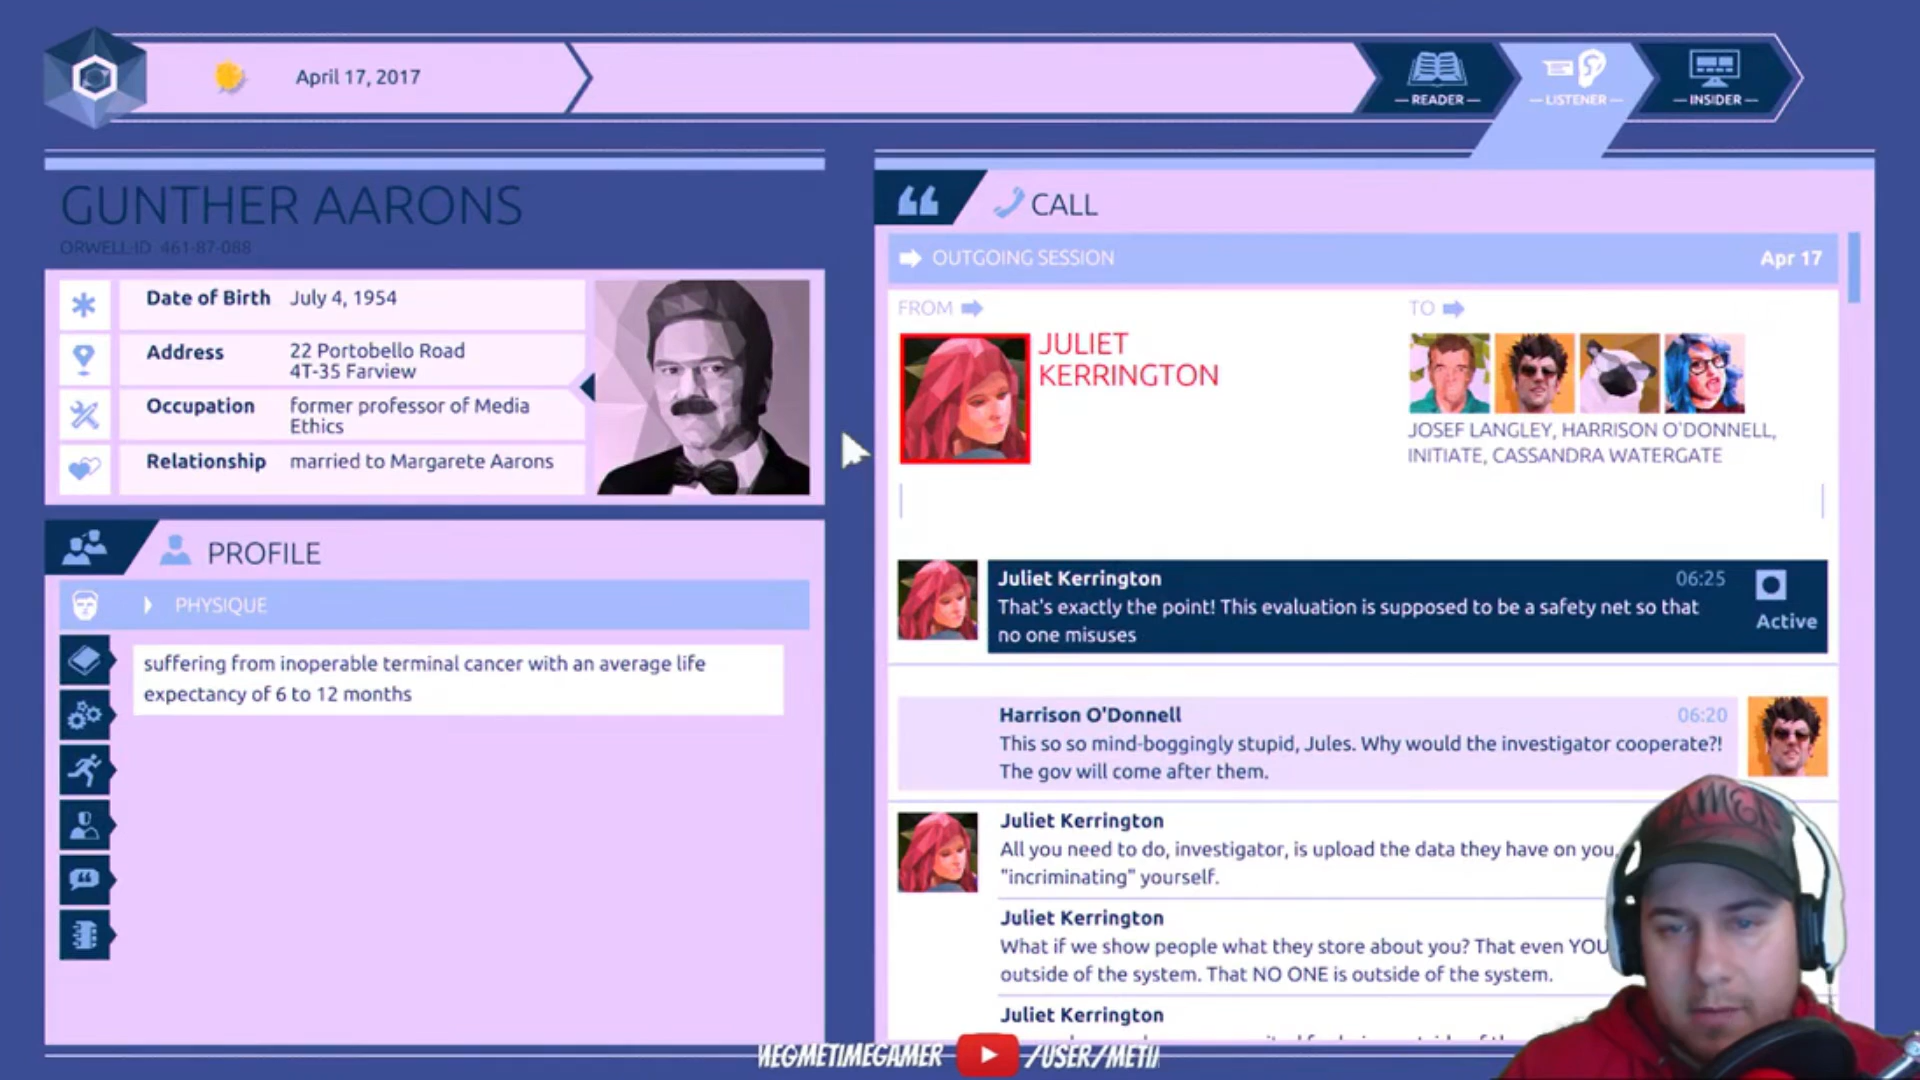 April 17, 2017
READER
LISTENER
INSIDER
GUNTHER AARONS
ORWELL-ID 461-87-088
Date of Birth July 4, 1954
Address 22 Portobello Road
4T-35 Farview
Occupation former professor of Media
Ethics
Relationship married to Margarete Aarons
PROFILE
PHYSIQUE
suffering from inoperable terminal cancer with an average life
expectancy of 6 to 12 months
CALL
OUTGOING SESSION Apr 17
FROM TO
JULIET
KERRINGTON
JOSEF LANGLEY, HARRISON O'DONNELL,
INITIATE, CASSANDRA WATERGATE
Juliet Kerrington 06:25
That's exactly the point! This evaluation is supposed to be a safety net so that
no one misuses
Active
Harrison O'Donnell 06:20
This so so mind-boggingly stupid, Jules. Why would the investigator cooperate?!
The gov will come after them.
Juliet Kerrington
All you need to do, investigator, is upload the data they have on you,
"incriminating" yourself.
Juliet Kerrington
What if we show people what they store about you? That even YOU
outside of the system. That NO ONE is outside of the system.
Juliet Kerrington
GAMER
MEGMETIMEGAMER /USER/METI